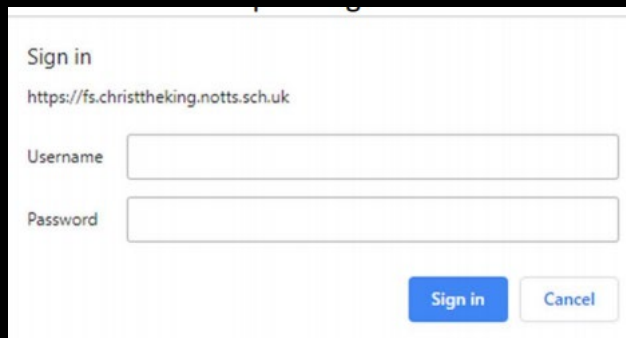 Sign in
https://fs.christtheking.notts.sch.uk
Username
Password
Sign in Cancel